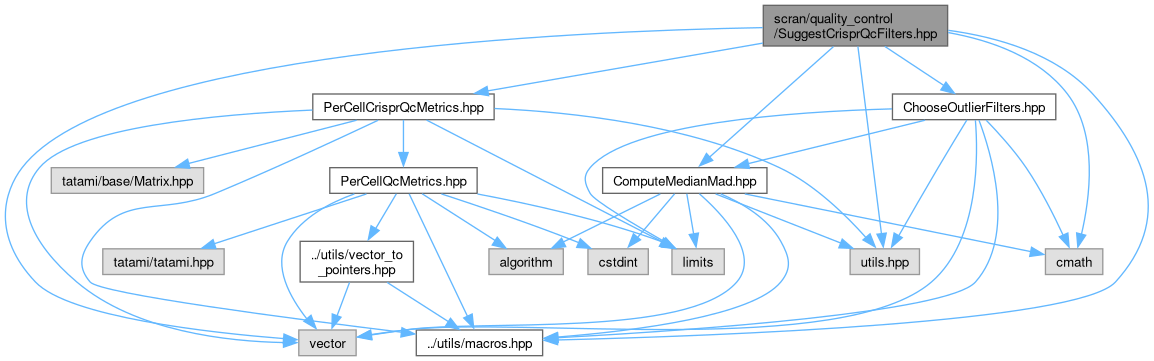 scran/quality_control
/SuggestCrisprQcFilters.hpp
PerCellCrisprQcMetrics.hpp
ChooseOutlierFilters.hpp
tatami/base/Matrix.hpp
PerCellQcMetrics.hpp
ComputeMedianMad.hpp
tatami/tatami.hpp
../utils/vector_to
_pointers.hpp
algorithm
cstdint
limits
utils.hpp
cmath
vector
../utils/macros.hpp